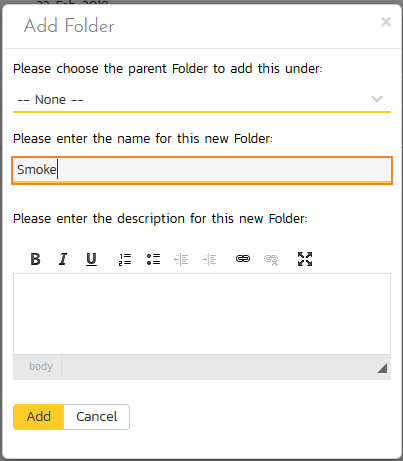 Add Folder
×
Please choose the parent Folder to add this under:
-- None --
Please enter the name for this new Folder:
Smoke
Please enter the description for this new Folder:
B I U
body
Add Cancel